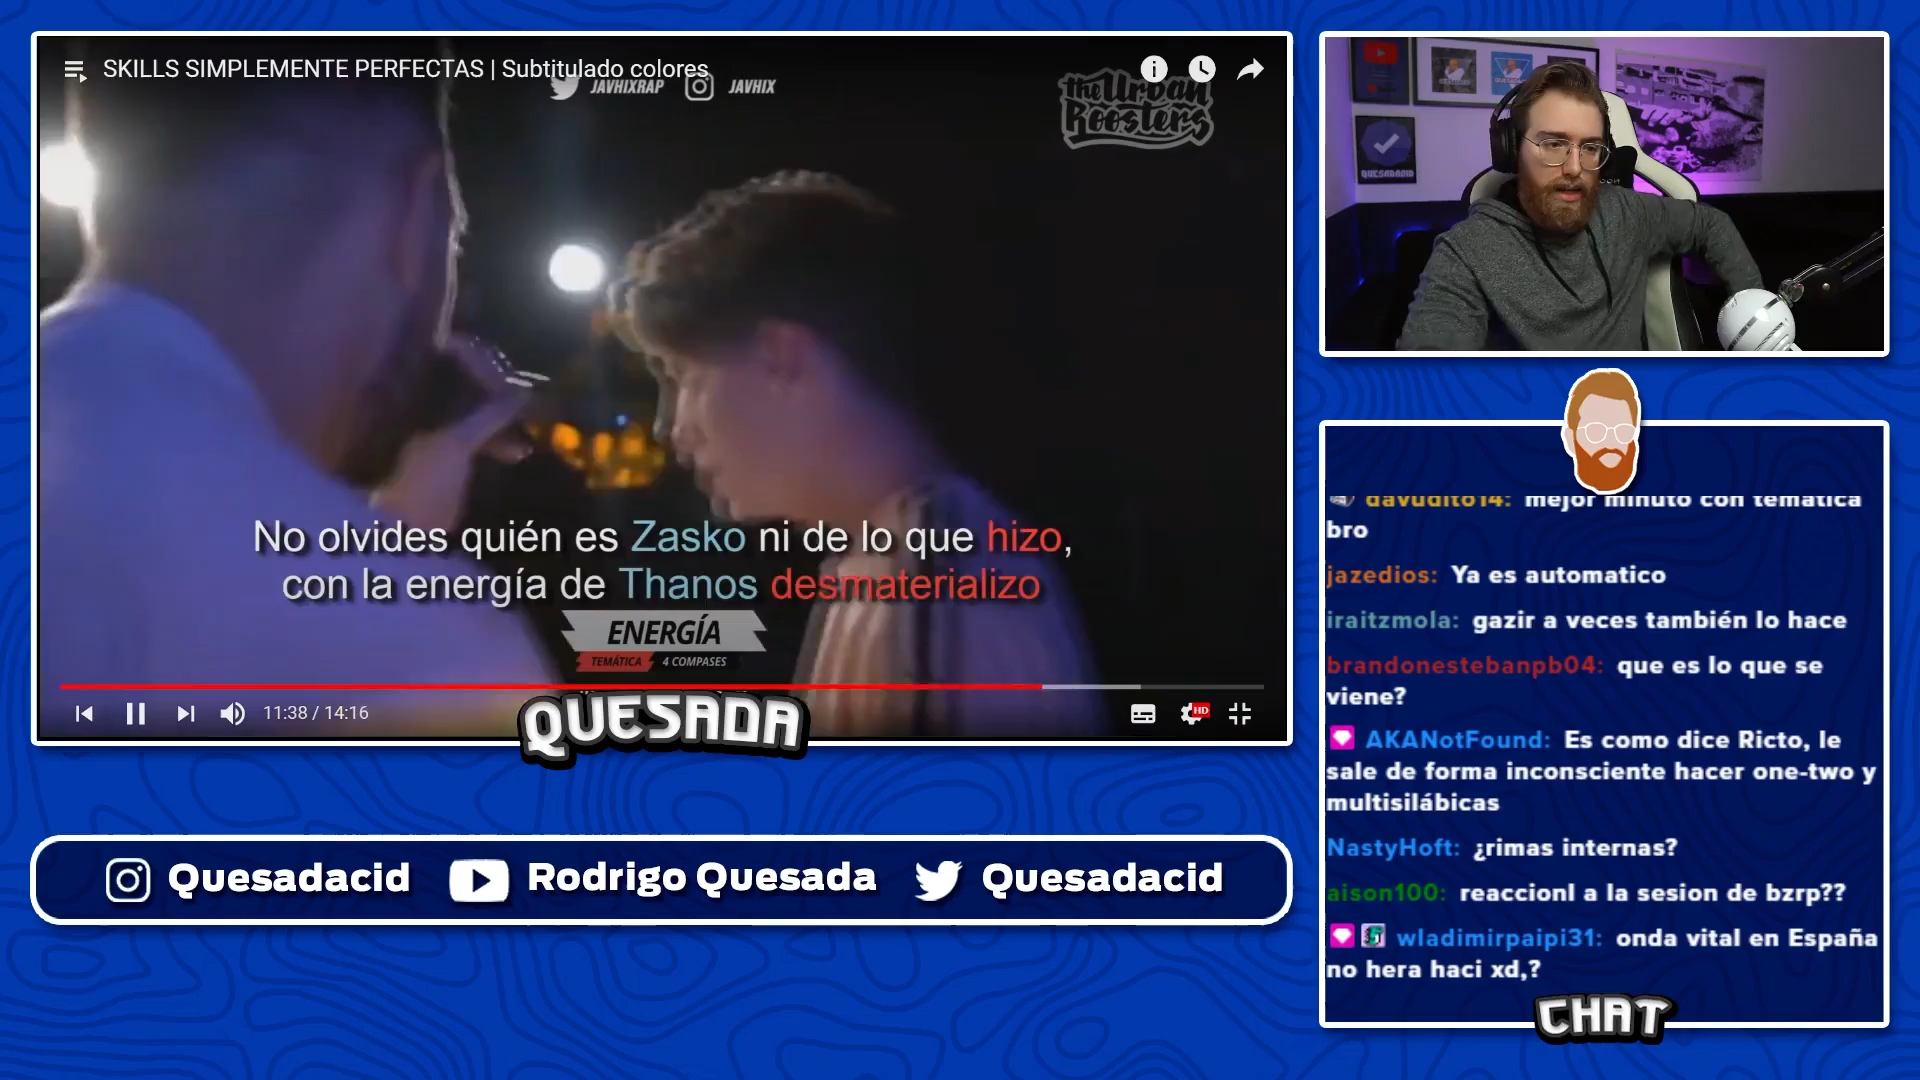 SKILLS SIMPLEMENTE PERFECTAS | Subtitulado colores
JAVHIXRAP JAVHIX
the Urban
Roosters
No olvides quién es Zasko ni de lo que hizo,
con la energía de Thanos desmaterializo
ENERGÍA
TEMÁTICA 4 COMPASES
11:38 / 14:16
HD
QUESADA
Quesadacid Rodrigo Quesada Quesadacid
QUESADACID
davudito14: mejor minuto con tematica
bro
jazedios: Ya es automatico
iraitzmola: gazir a veces también lo hace
brandonestebanpb04: que es lo que se
viene?
AKANotFound: Es como dice Ricto, le
sale de forma inconsciente hacer one-two y
multisilábicas
NastyHoft: ¿rimas internas?
aison100: reaccionl a la sesion de bzrp??
wladimirpaipi31: onda vital en España
no hera haci xd,?
CHAT